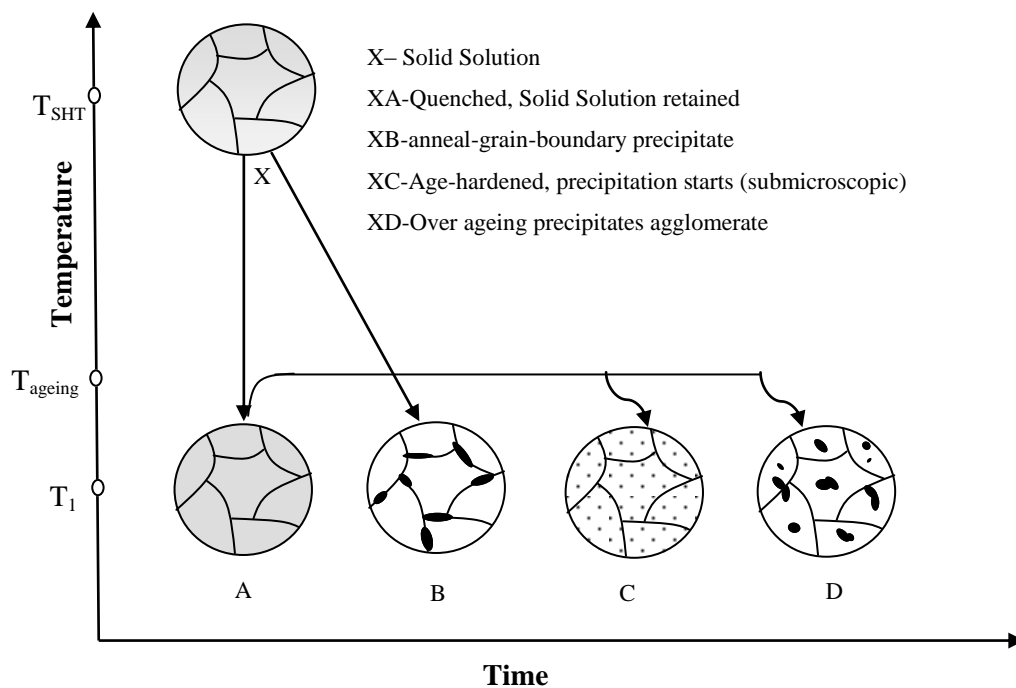 X– Solid Solution
XA-Quenched, Solid Solution retained
XB-anneal-grain-boundary precipitate
XC-Age-hardened, precipitation starts (submicroscopic)
XD-Over ageing precipitates agglomerate
Temperature
T_SHT
X
T_ageing
T_1
A
B
C
D
Time